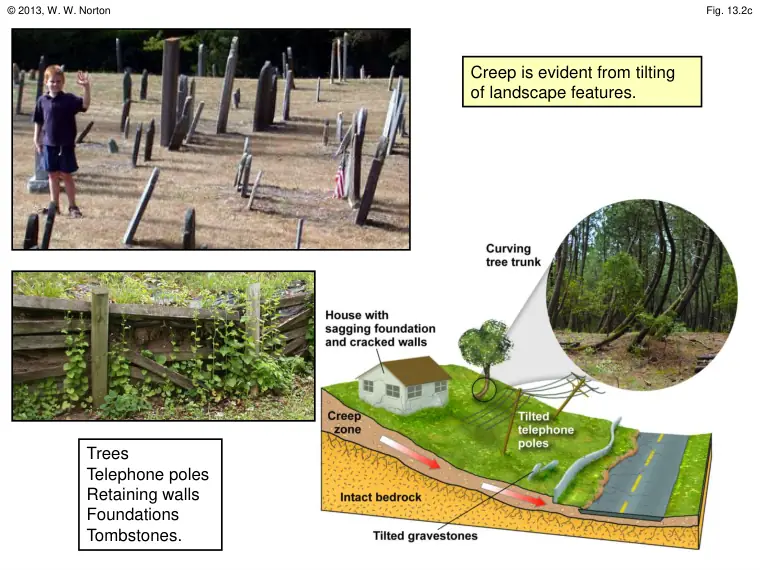 © 2013, W. W. Norton
Fig. 13.2c
Creep is evident from tilting
of landscape features.
Curving
tree trunk
House with
sagging foundation
and cracked walls
Creep
zone
Tilted
telephone
poles
Intact bedrock
Tilted gravestones
Trees
Telephone poles
Retaining walls
Foundations
Tombstones.